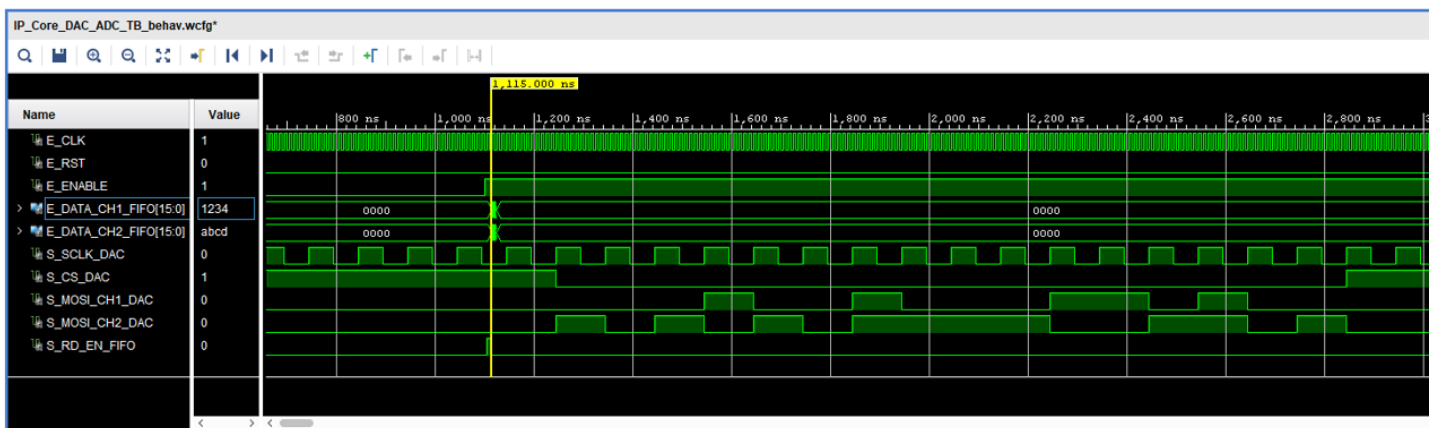 IP_Core_DAC_ADC_TB_behav.wcfg*
1,115.000 ns
Name Value
800 ns 1,000 ns 1,200 ns 1,400 ns 1,600 ns 1,800 ns 2,000 ns 2,200 ns 2,400 ns 2,600 ns 2,800 ns
E_CLK 1
E_RST 0
E_ENABLE 1
E_DATA_CH1_FIFO[15:0] 1234 0000 0000
E_DATA_CH2_FIFO[15:0] abcd 0000 0000
S_SCLK_DAC 0
S_CS_DAC 1
S_MOSI_CH1_DAC 0
S_MOSI_CH2_DAC 0
S_RD_EN_FIFO 0